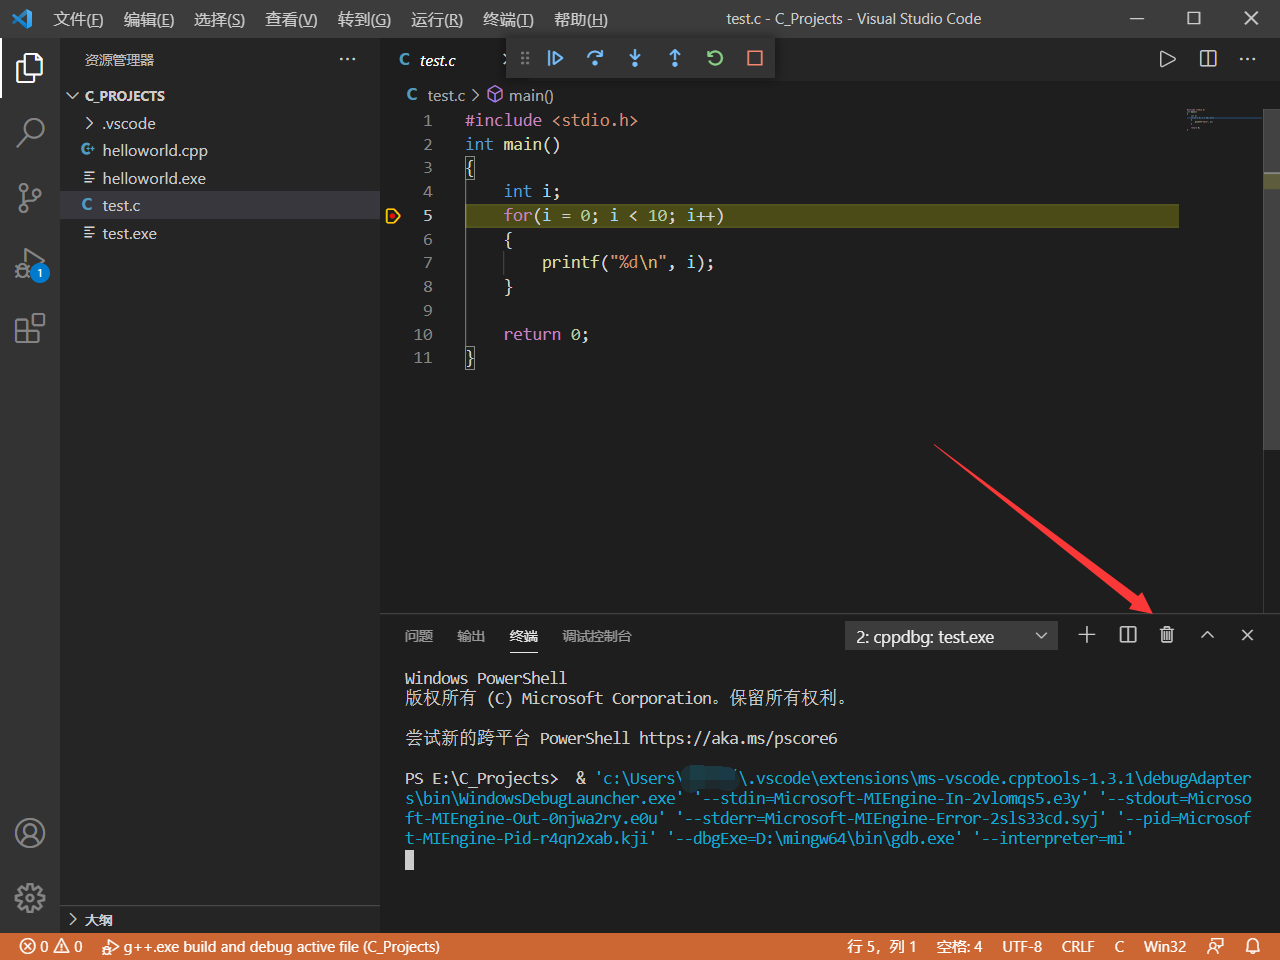 文件(F) 编辑(E) 选择(S) 查看(V) 转到(G) 运行(R) 终端(T) 帮助(H) test.c - C_Projects - Visual Studio Code
资源管理器
C_PROJECTS
.vscode
helloworld.cpp
helloworld.exe
C test.c
test.exe
大纲
1
C test.c
C test.c > main()
1 #include <stdio.h>
2 int main()
3 {
4 int i;
5 for(i = 0; i < 10; i++)
6 {
7 printf("%d\n", i);
8 }
9
10 return 0;
11 }
问题 输出 终端 调试控制台 2: cppdbg: test.exe
Windows PowerShell
版权所有 (C) Microsoft Corporation。保留所有权利。
尝试新的跨平台 PowerShell https://aka.ms/pscore6
PS E:\C_Projects> & 'c:\Users\ \.vscode\extensions\ms-vscode.cpptools-1.3.1\debugAdapter
s\bin\WindowsDebugLauncher.exe' '--stdin=Microsoft-MIEngine-In-2vlomqs5.e3y' '--stdout=Microso
ft-MIEngine-Out-0njwa2ry.e0u' '--stderr=Microsoft-MIEngine-Error-2sls33cd.syj' '--pid=Microsof
t-MIEngine-Pid-r4qn2xab.kji' '--dbgExe=D:\mingw64\bin\gdb.exe' '--interpreter=mi'
0 0 g++.exe build and debug active file (C_Projects) 行 5，列 1 空格: 4 UTF-8 CRLF C Win32